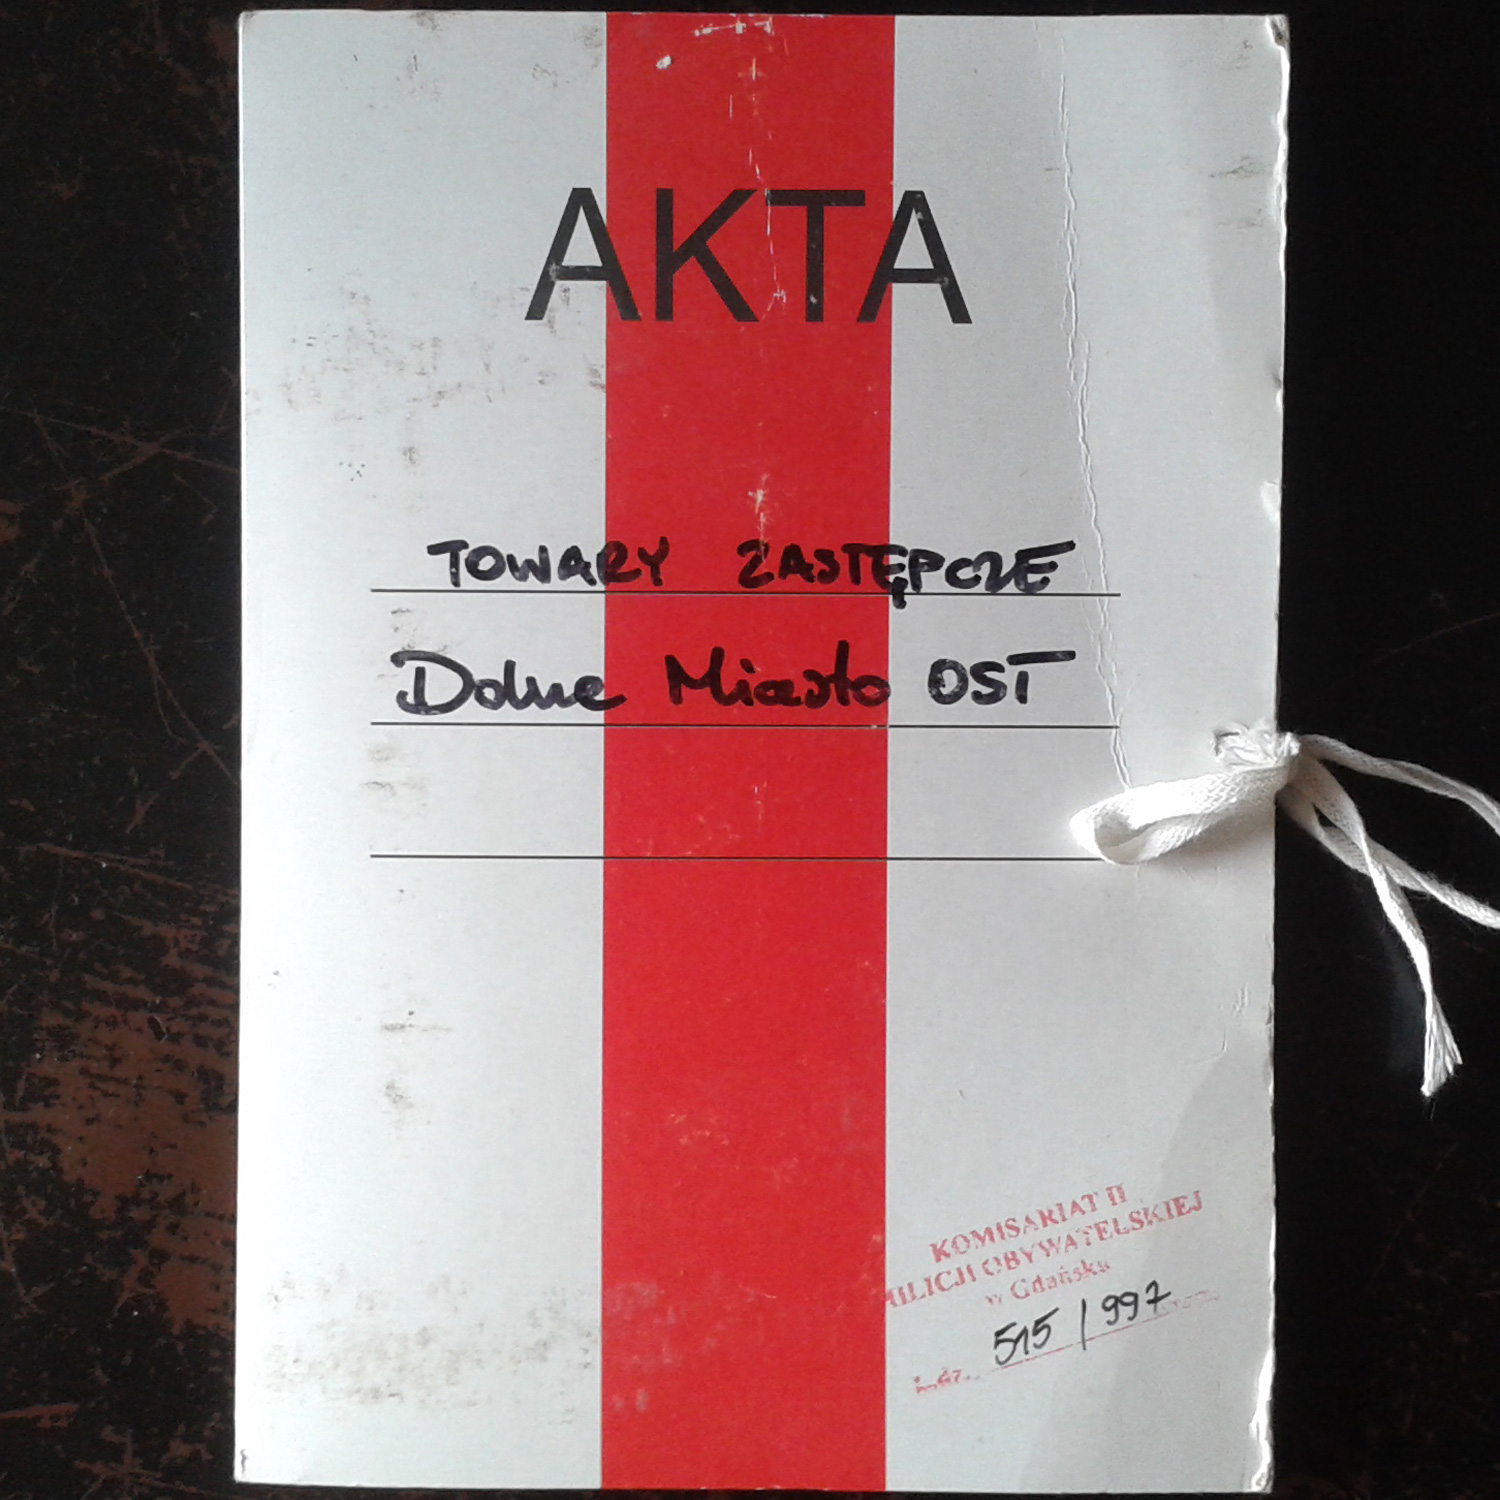 AKTA
TOWARY ZASTĘPCZE
Dolne Miasto OST
KOMISARIAT II
MILICJI OBYWATELSKIEJ
w Gdańsku
515 / 997